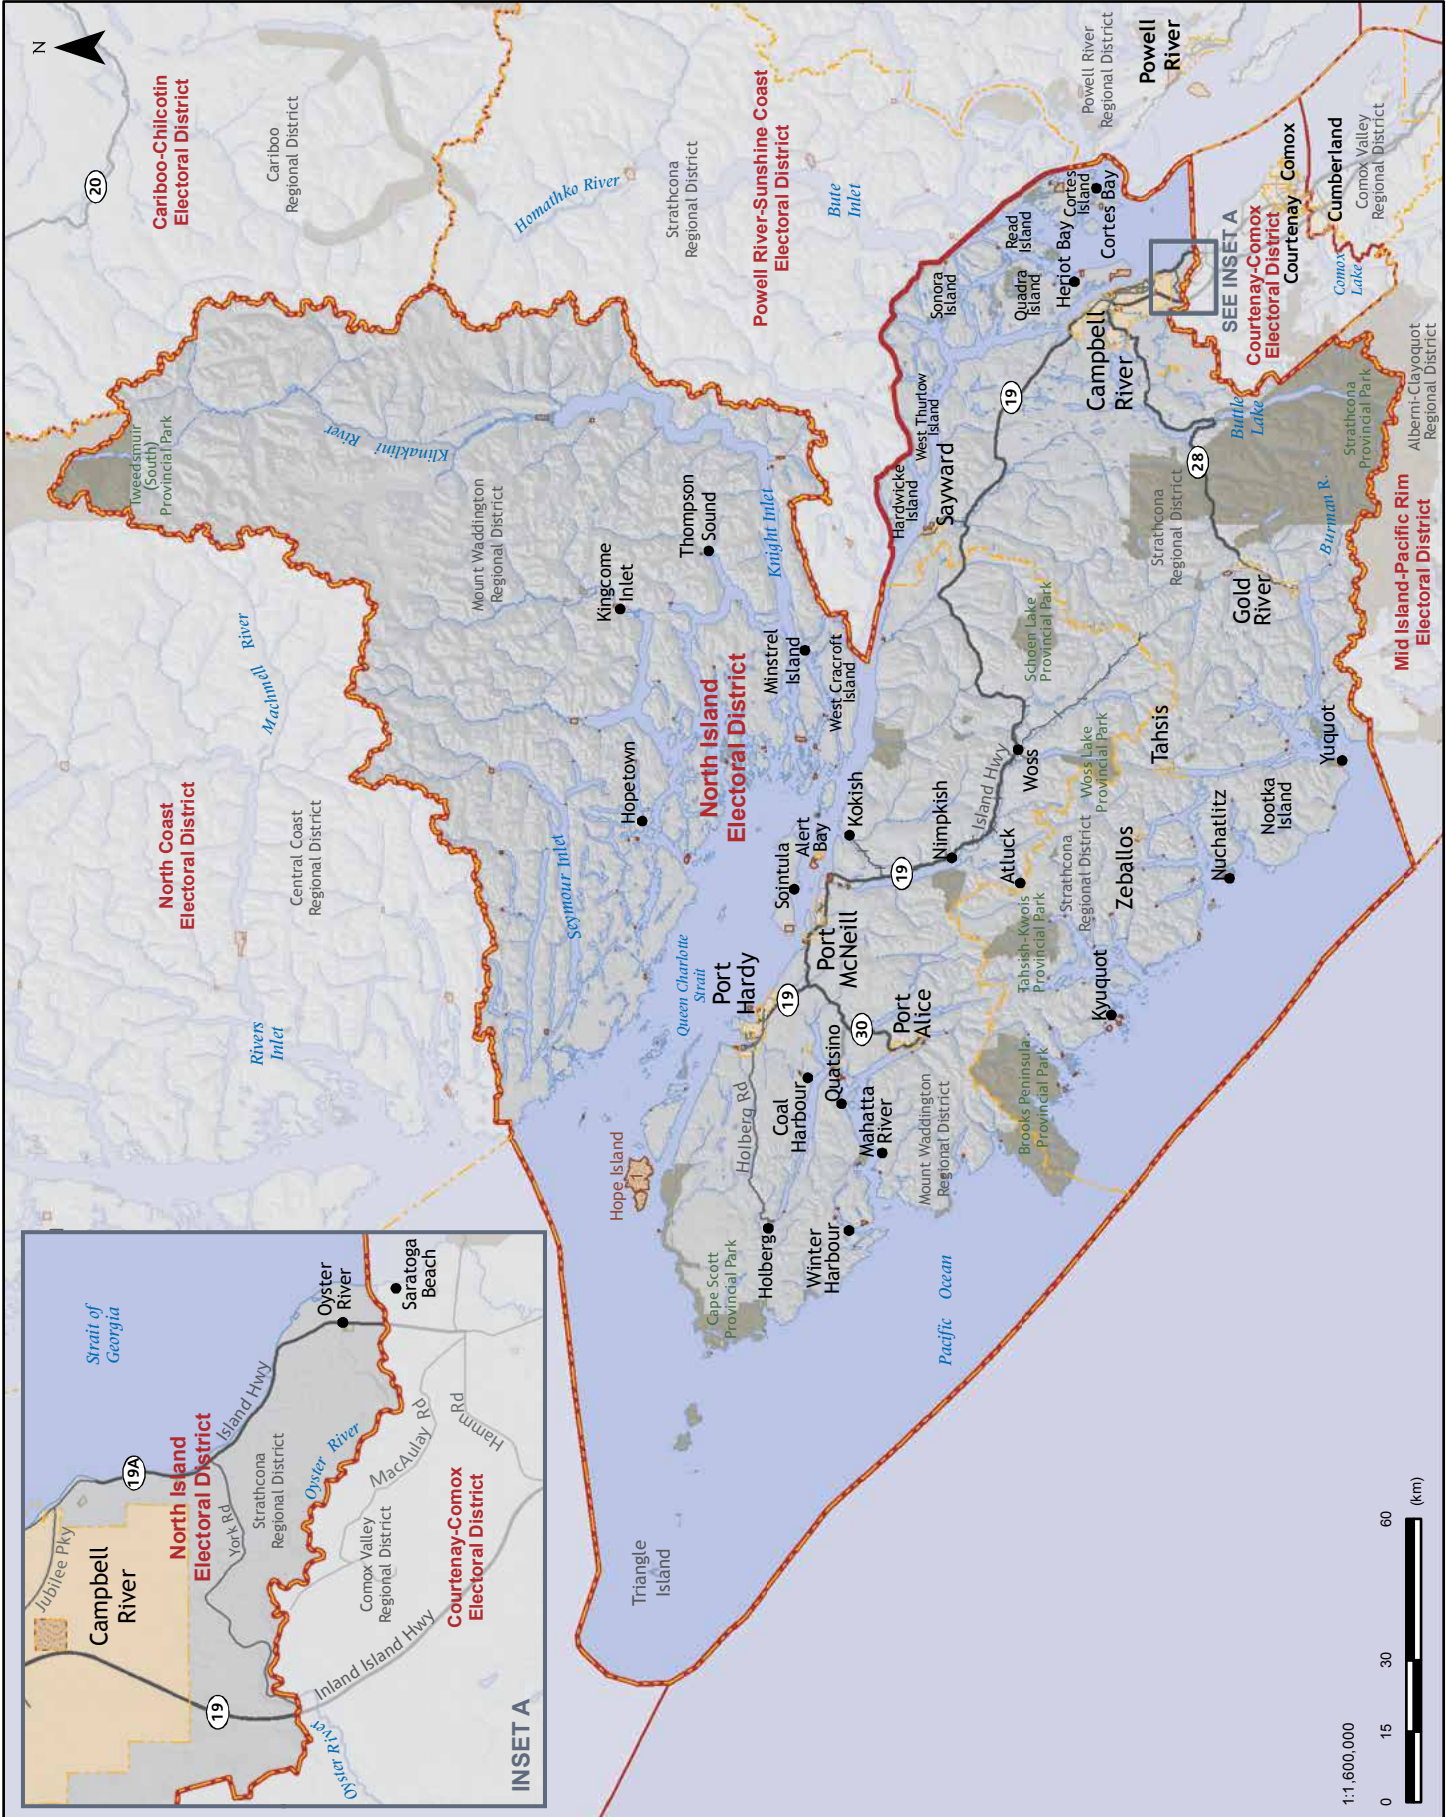 N
20
Cariboo-Chilcotin
Electoral District
Cariboo
Regional District
Homathko River
Strathcona
Regional District
Powell River-Sunshine Coast
Electoral District
Bute
Inlet
Powell River
Regional District
Powell
River
Tweedsmuir
(South)
Provincial Park
Klinaklini
River
Mount Waddington
Regional District
Kingcome
Inlet
Thompson
Sound
Knight Inlet
Minstrel
Island
West Cracroft
Island
North Island
Electoral District
Hopetown
Seymour Inlet
Machmell River
North Coast
Electoral District
Central Coast
Regional District
Rivers
Inlet
Queen Charlotte
Strait
Sonora
Island
Read
Island
Quadra
Island
Heriot Bay
Cortes
Island
Cortes Bay
West Thurlow
Island
Hardwicke
Island
Sayward
19
Campbell
River
SEE INSET A
Courtenay-Comox
Electoral District
Courtenay
Comox
Cumberland
Comox Valley
Regional District
Comox
Lake
Buttle
Lake
Strathcona
Provincial Park
Alberni-Clayoquot
Regional District
28
Strathcona
Regional District
Gold
River
Burman R.
Mid Island-Pacific Rim
Electoral District
Schoen Lake
Provincial Park
Tahsis
Woss
Woss Lake
Provincial Park
Island Hwy
Nimpkish
Kokish
Alert
Bay
Sointula
19
Atluck
Strathcona
Regional District
Zeballos
Nuchatlitz
Nootka
Island
Yuquot
Tahsish-Kwois
Provincial Park
Kyuquot
Port
McNeill
Port
Hardy
19
30
Port
Alice
Quatsino
Coal
Harbour
Mahatta
River
Mount Waddington
Regional District
Brooks Peninsula
Provincial Park
Holberg Rd
Hope Island
1
Holberg
Winter
Harbour
Cape Scott
Provincial Park
Pacific Ocean
Triangle
Island
Strait of
Georgia
Oyster
River
Saratoga
Beach
Island Hwy
19A
North Island
Electoral District
York Rd
Strathcona
Regional District
Oyster River
MacAulay Rd
Hamm Rd
Comox Valley
Regional District
Courtenay-Comox
Electoral District
Inland Island Hwy
Jubilee Pky
Campbell
River
19
Oyster River
INSET A
1:1,600,000
0 15 30 60
(km)